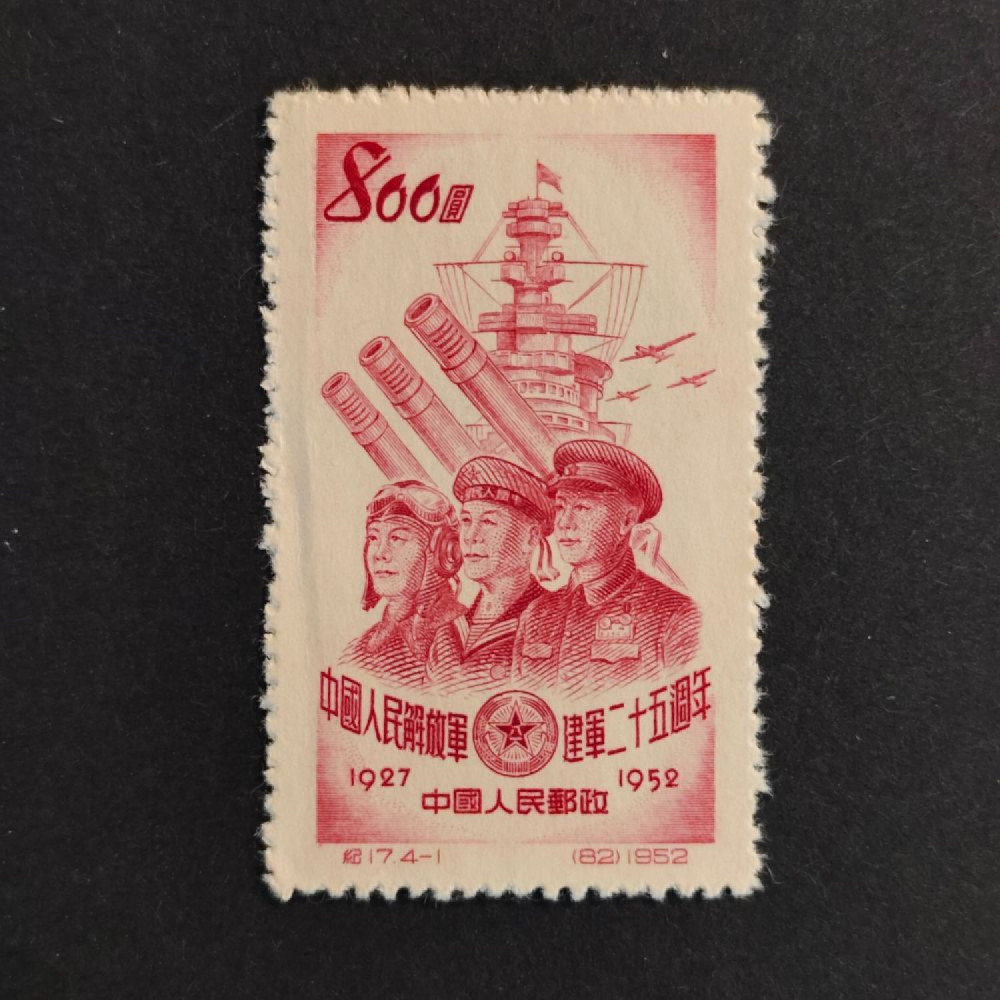 800圓
中國人民解放軍 建軍二十五週年
1927 1952
中國人民郵政
紀17.4-1 (82)1952